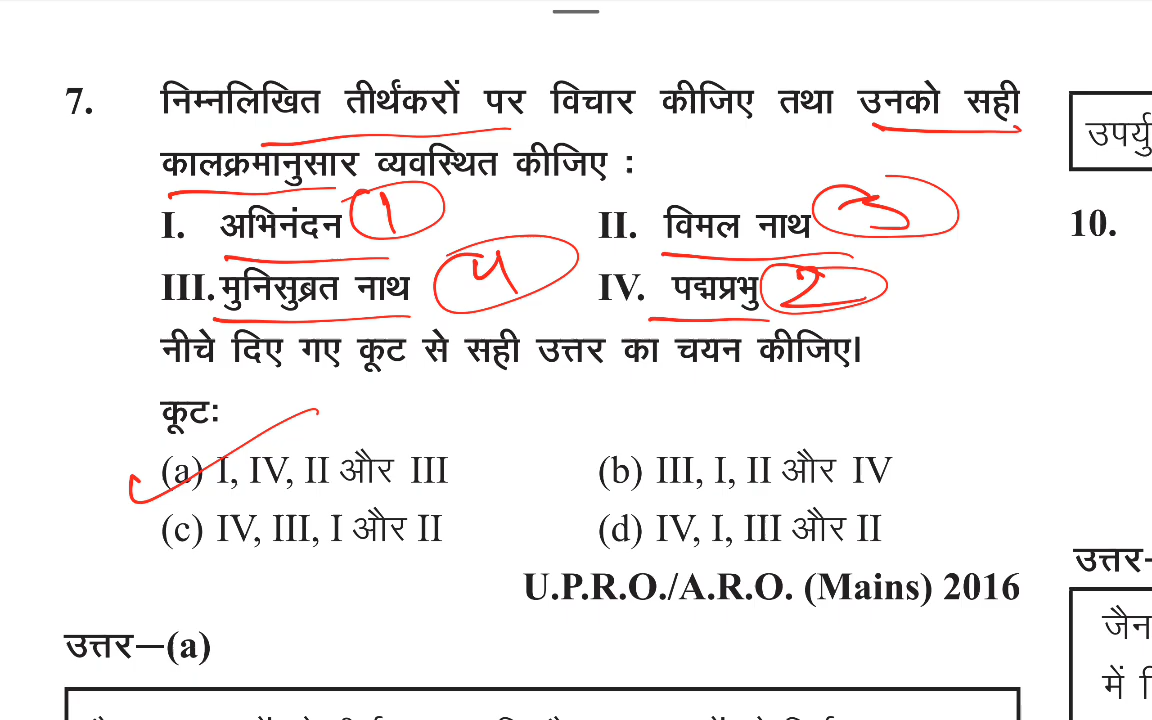 7. निम्नलिखित तीर्थंकरों पर विचार कीजिए तथा उनको सही
कालक्रमानुसार व्यवस्थित कीजिए :
I. अभिनंदन 1 II. विमल नाथ 3
III. मुनिसुब्रत नाथ 4 IV. पद्मप्रभु 2
नीचे दिए गए कूट से सही उत्तर का चयन कीजिए।
कूटः
(a) I, IV, II और III (b) III, I, II और IV
(c) IV, III, I और II (d) IV, I, III और II
U.P.R.O./A.R.O. (Mains) 2016
उत्तर–(a)
10.
उत्तर-
जैन
में